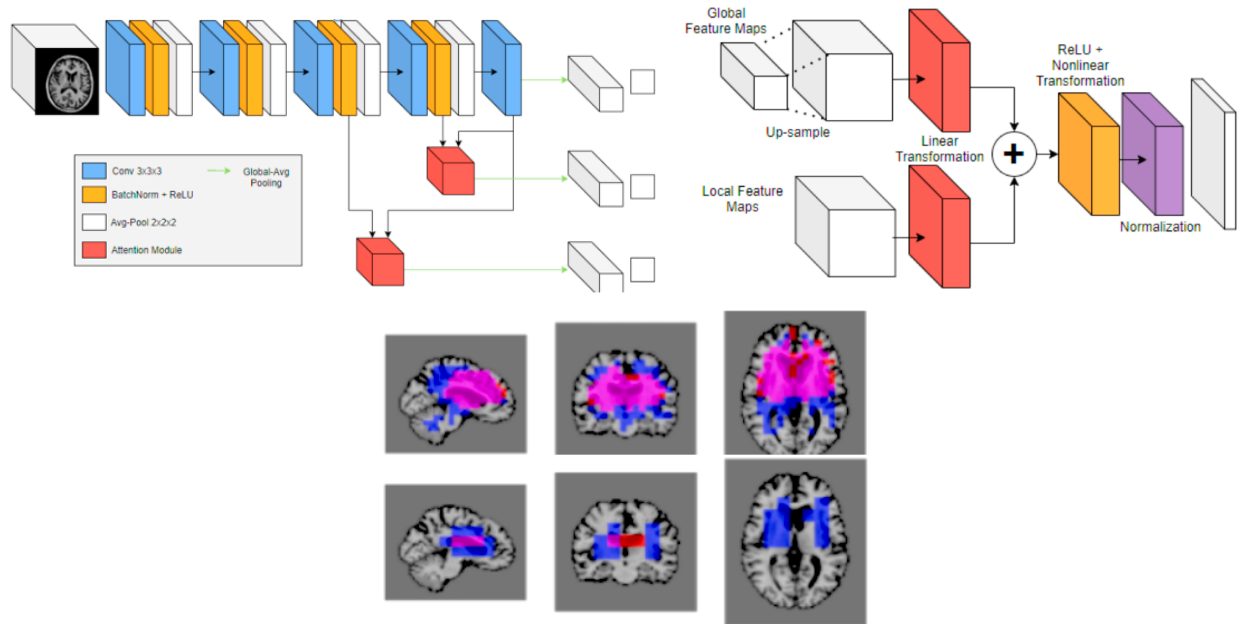 Conv 3x3x3
Global-Avg
Pooling
BatchNorm + ReLU
Avg-Pool 2x2x2
Attention Module
Global
Feature Maps
Up-sample
Linear
Transformation
Local Feature
Maps
+
ReLU +
Nonlinear
Transformation
Normalization